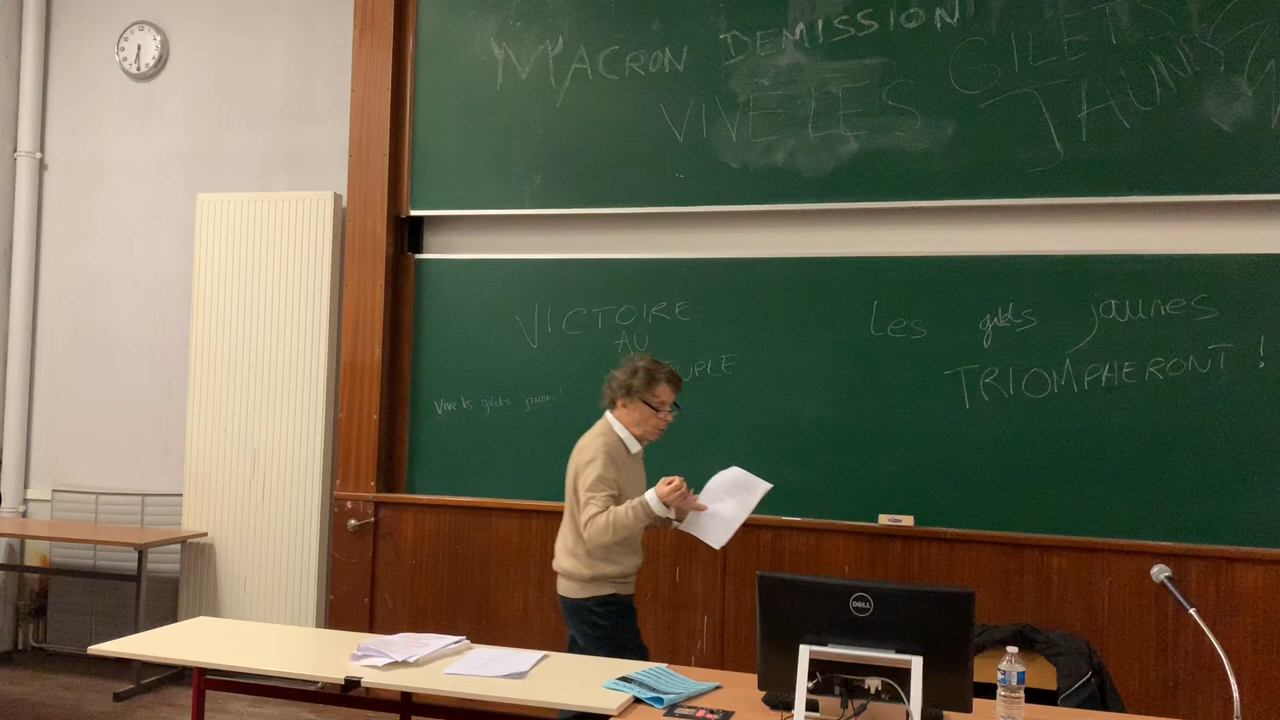 MACRON DEMISSION
VIVE LES GILETS
JAUNES
VICTOIRE
AU
Les gilets jaunes
TRIOMPHERONT !
Vive les gilets jaunes !
DELL